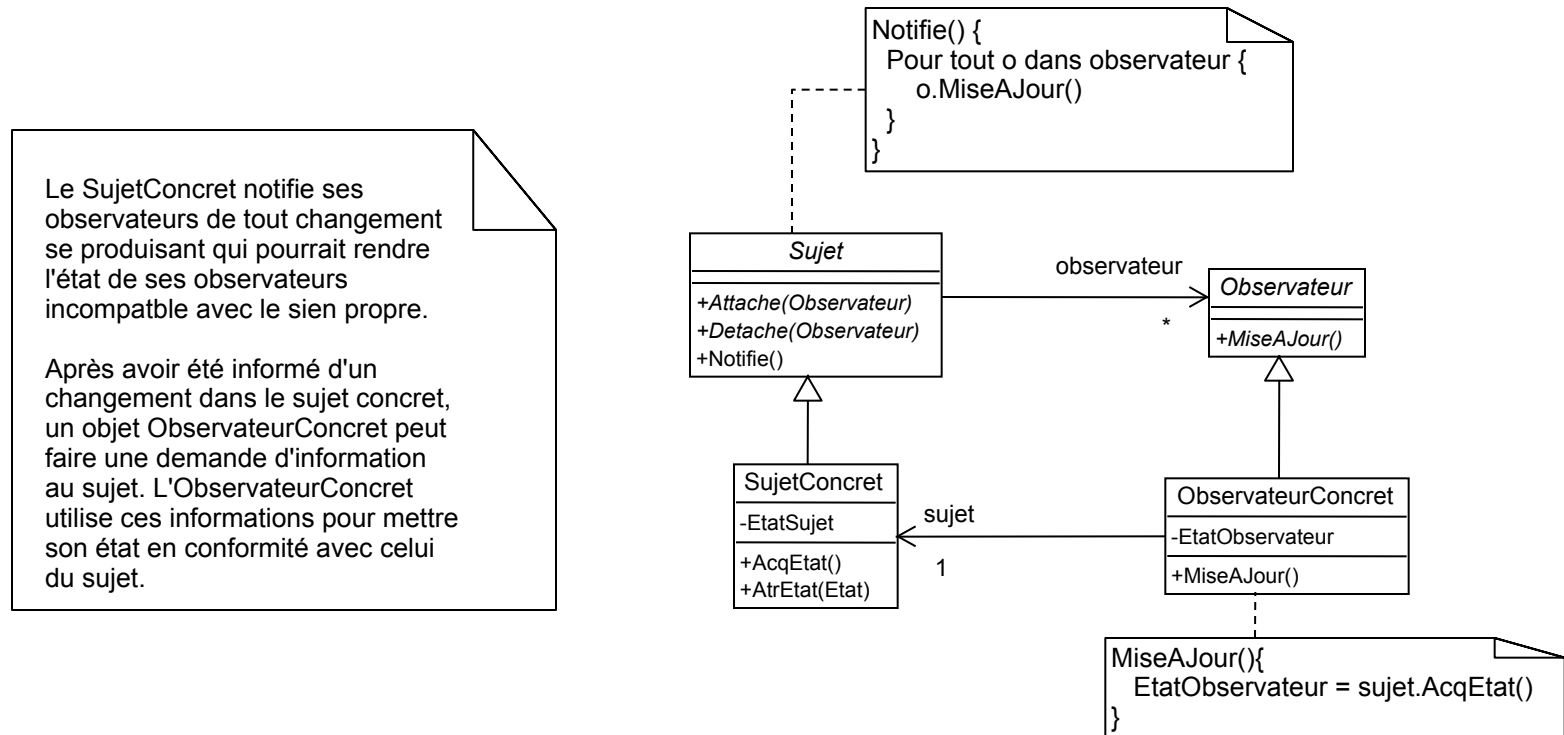 Notifie() {
Pour tout o dans observateur {
o.MiseAJour()
}
}
Le SujetConcret notifie ses
observateurs de tout changement
se produisant qui pourrait rendre
l'état de ses observateurs
incompatble avec le sien propre.
Après avoir été informé d'un
changement dans le sujet concret,
un objet ObservateurConcret peut
faire une demande d'information
au sujet. L'ObservateurConcret
utilise ces informations pour mettre
son état en conformité avec celui
du sujet.
Sujet
+Attache(Observateur)
+Detache(Observateur)
+Notifie()
observateur
*
Observateur
+MiseAJour()
SujetConcret
-EtatSujet
+AcqEtat()
+AtrEtat(Etat)
sujet
1
ObservateurConcret
-EtatObservateur
+MiseAJour()
MiseAJour(){
EtatObservateur = sujet.AcqEtat()
}